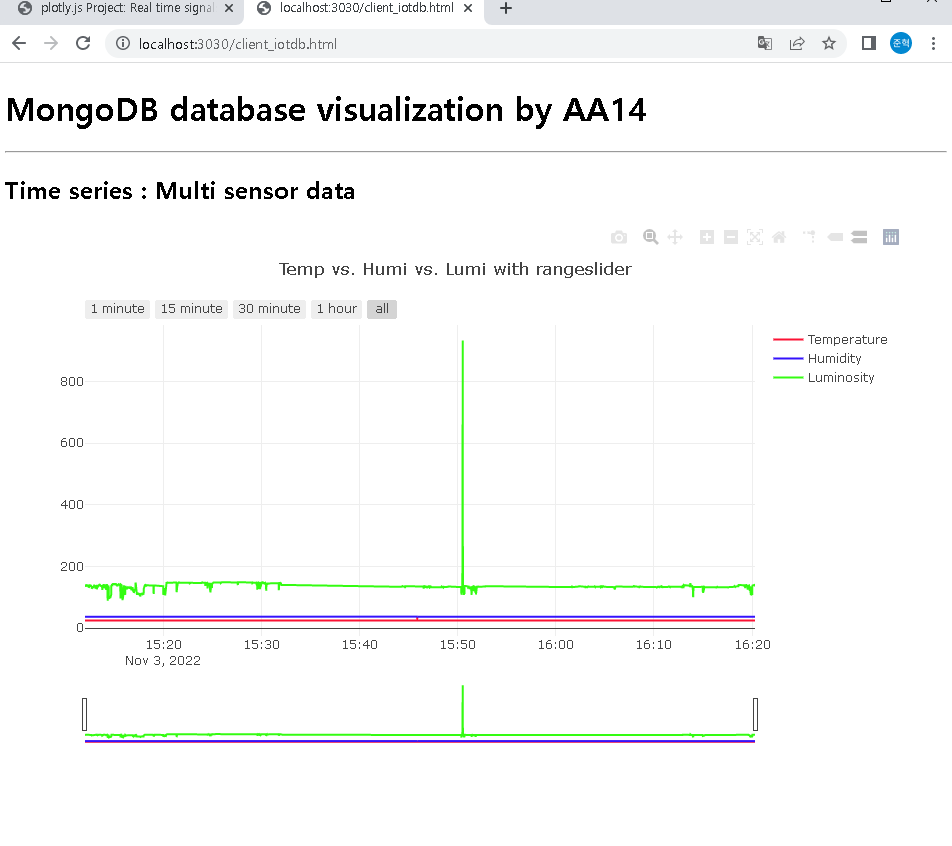 plotly.js Project: Real time signal
localhost:3030/client_iotdb.html
localhost:3030/client_iotdb.html
준혁
MongoDB database visualization by AA14
Time series : Multi sensor data
Temp vs. Humi vs. Lumi with rangeslider
1 minute 15 minute 30 minute 1 hour all
Temperature
Humidity
Luminosity
800
600
400
200
0
15:20 15:30 15:40 15:50 16:00 16:10 16:20
Nov 3, 2022